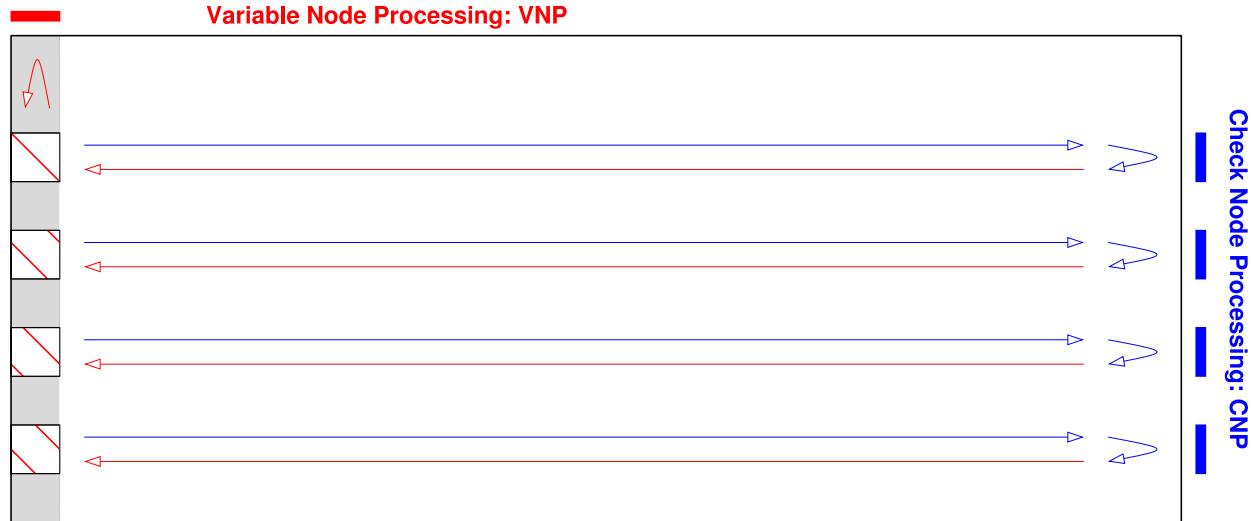 Variable Node Processing: VNP
Check Node Processing: CNP